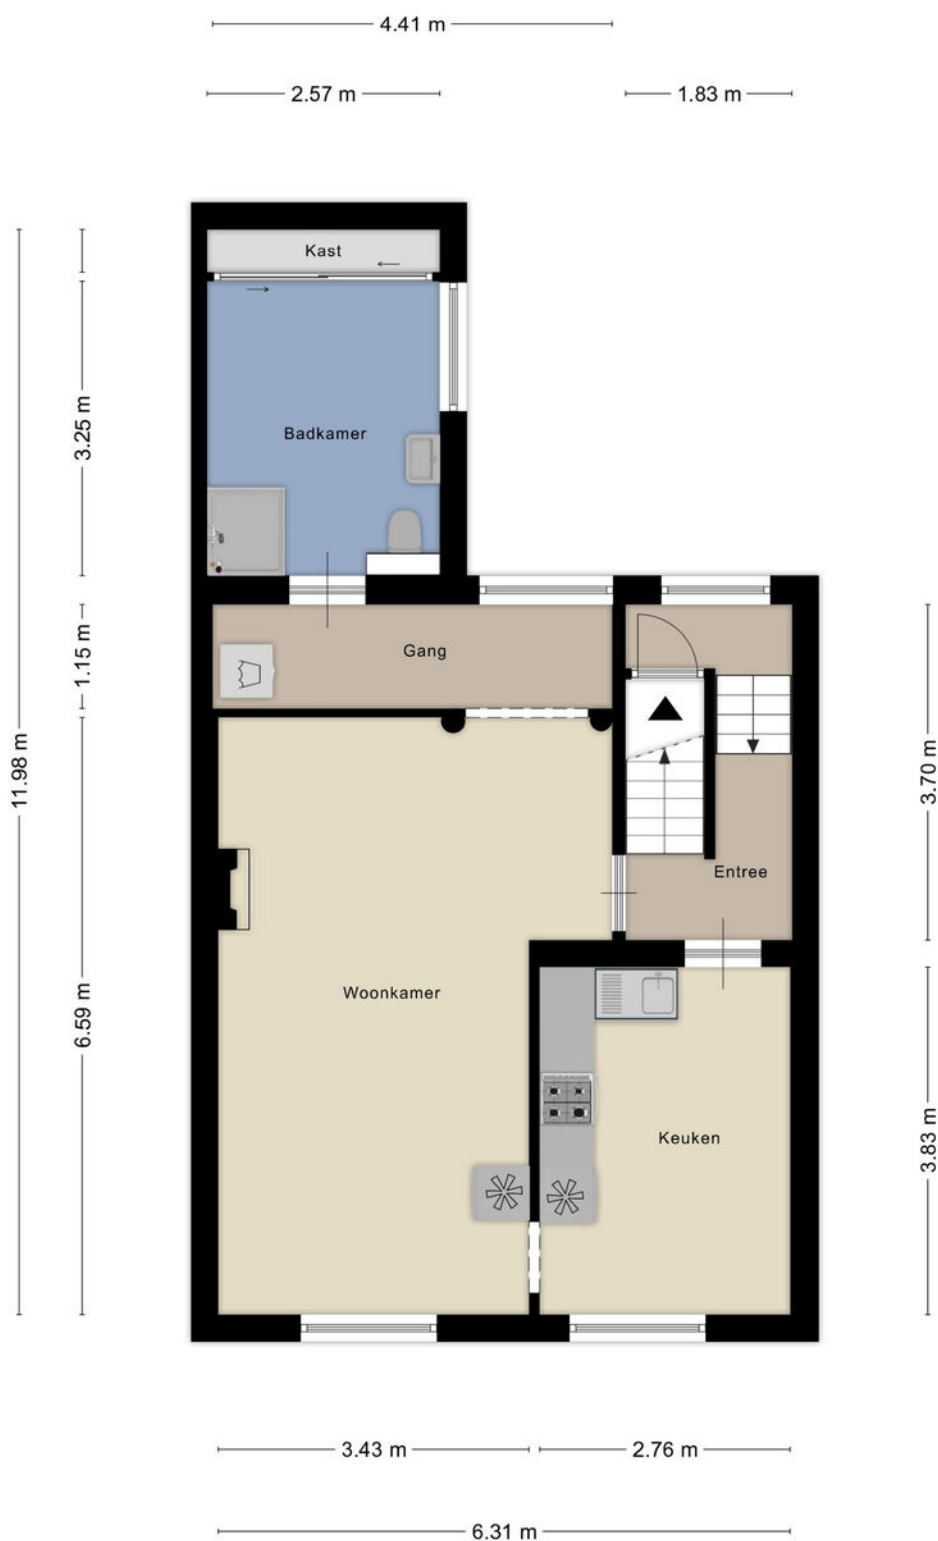 4.41 m
2.57 m
1.83 m
Kast
3.25 m
Badkamer
1.15 m
Gang
11.98 m
3.70 m
Entree
Woonkamer
6.59 m
Keuken
3.83 m
3.43 m
2.76 m
6.31 m